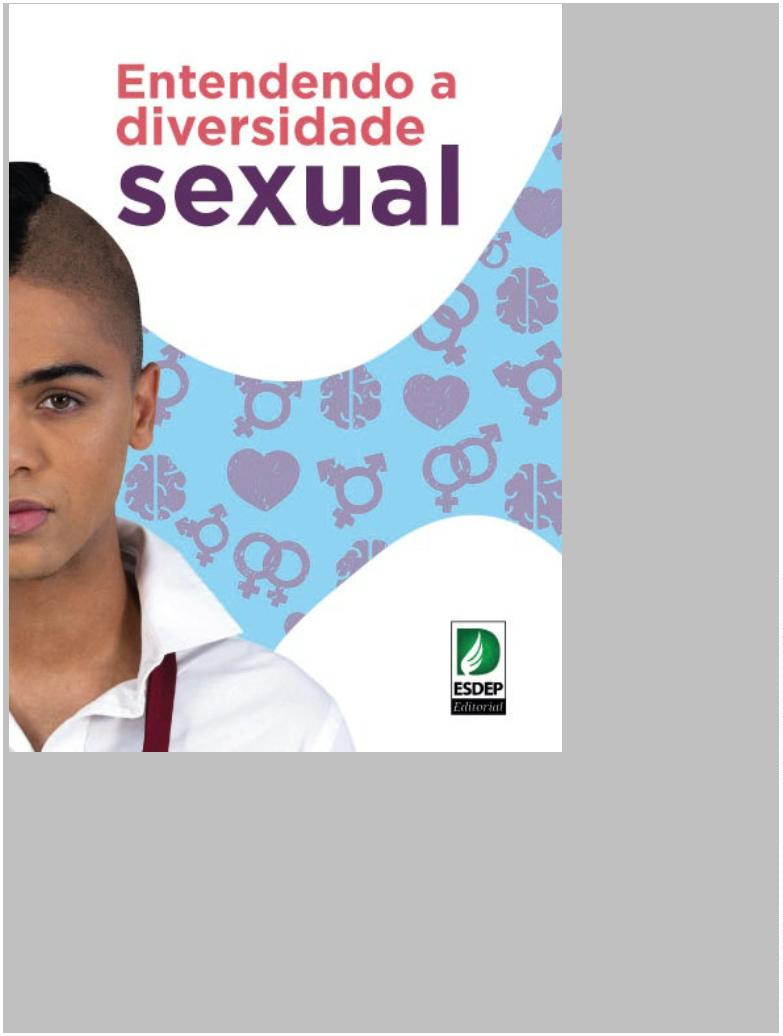 Entendendo a
diversidade
sexual
ESDEP
Editorial